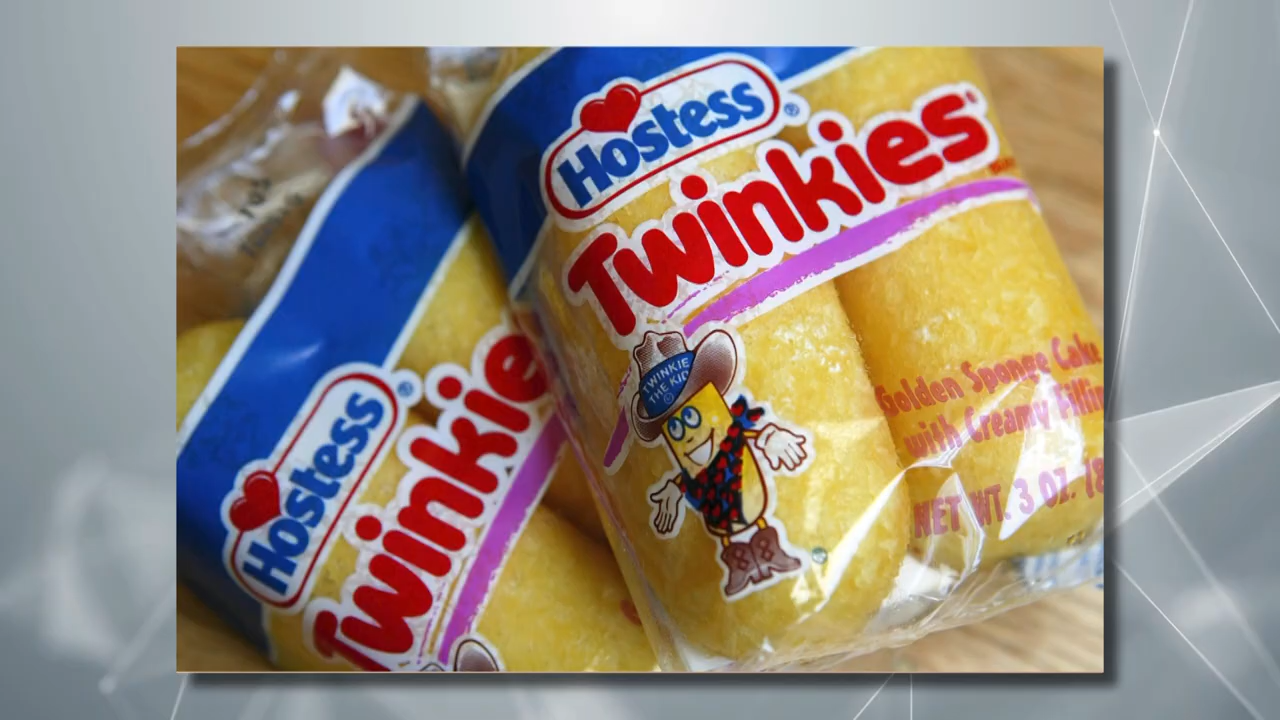 Hostess®
Twinkies
TWINKIE
THE KID
©
Golden Sponge Cake
with Creamy Fillin
NET WT. 3 OZ. (8
Hostess®
Twinkie